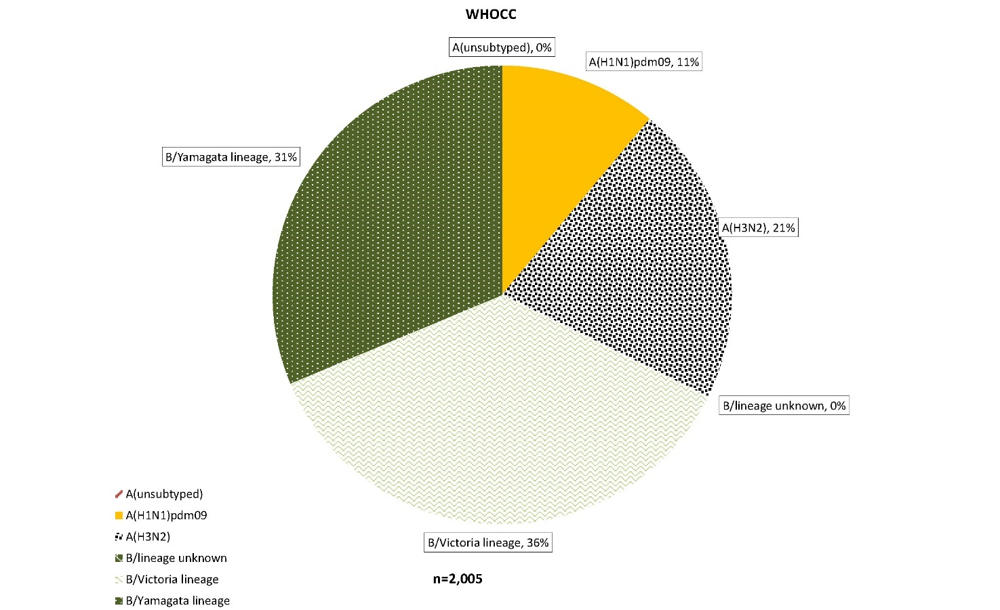 WHOCC
A(unsubtyped), 0%
A(H1N1)pdm09, 11%
B/Yamagata lineage, 31%
A(H3N2), 21%
B/lineage unknown, 0%
A(unsubtyped)
A(H1N1)pdm09
A(H3N2)
B/lineage unknown
B/Victoria lineage
B/Yamagata lineage
B/Victoria lineage, 36%
n=2,005